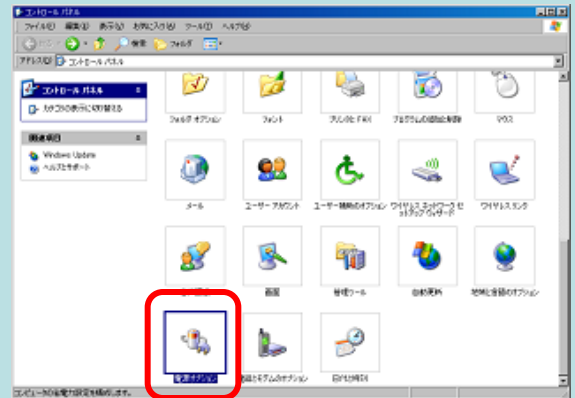 コントロール パネル
ファイル(F) 編集(E) 表示(V) お気に入り(A) ツール(T) ヘルプ(H)
戻る 検索 フォルダ
アドレス(D) コントロール パネル
コントロール パネル
カテゴリの表示に切り替える
関連項目
Windows Update
ヘルプとサポート
フォルダ オプション フォント プリンタと FAX プログラムの追加と削除 マウス
メール ユーザー アカウント ユーザー補助のオプション ワイヤレス ネットワーク セットアップ ウィザード ワイヤレス リンク
画面 管理ツール 自動更新 地域と言語のオプション
電源オプション 電話とモデムのオプション 日付と時刻
コンピュータの省電力設定を構成します。